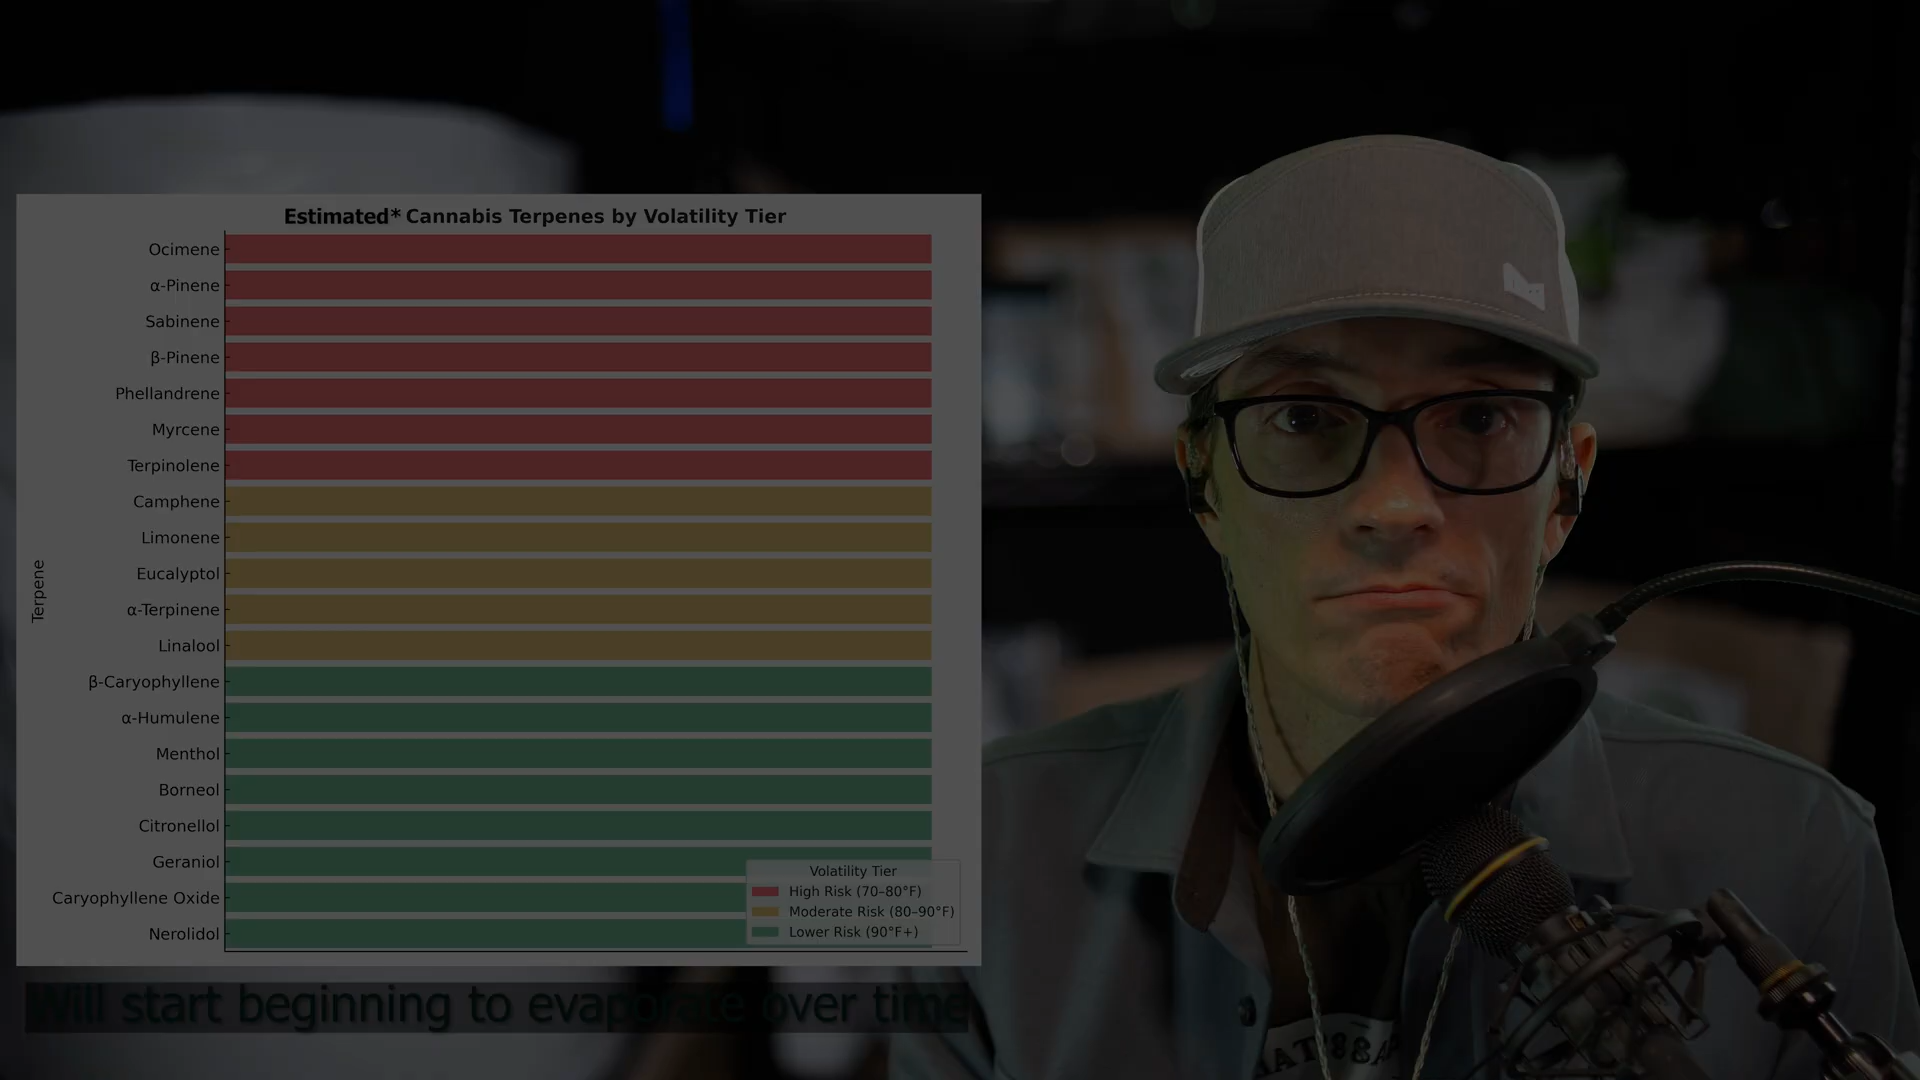 Estimated* Cannabis Terpenes by Volatility Tier
Terpene
Ocimene
α-Pinene
Sabinene
β-Pinene
Phellandrene
Myrcene
Terpinolene
Camphene
Limonene
Eucalyptol
α-Terpinene
Linalool
β-Caryophyllene
α-Humulene
Menthol
Borneol
Citronellol
Geraniol
Caryophyllene Oxide
Nerolidol
Volatility Tier
High Risk (70–80°F)
Moderate Risk (80–90°F)
Lower Risk (90°F+)
Will start beginning to evaporate over time